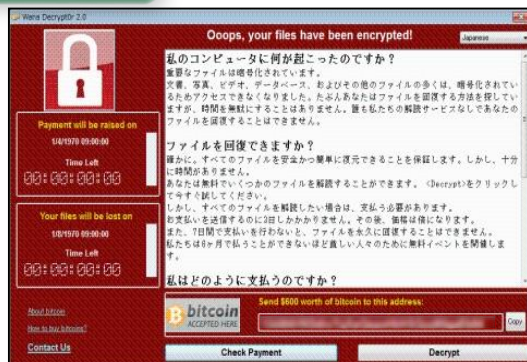 Wana Decrypt0r 2.0
Ooops, your files have been encrypted!
Japanese
私のコンピュータに何が起こったのですか？
重要なファイルは暗号化されています。
文書、写真、ビデオ、データベース、およびその他のファイルの多くは、暗号化されてい
るためアクセスできなくなりました。たぶんあなたはファイルを回復する方法を探してい
ますが、時間を無駄にすることはありません。誰も私たちの解読サービスなしであなたの
ファイルを回復することはできません。
ファイルを回復できますか？
確かに。すべてのファイルを安全かつ簡単に復元できることを保証します。しかし、十分
に時間がありません。
あなたは無料でいくつかのファイルを解読することができます。 <Decrypt>をクリックし
て今すぐ試してください。
しかし、すべてのファイルを解読したい場合は、支払う必要があります。
お支払いを送信するのに3日しかかかりません。その後、価格は倍になります。
また、7日間で支払いを行わないと、ファイルを永久に回復することはできません。
私たちは6ヶ月で払うことができないほど貧しい人々のために無料イベントを開催しま
す。
私はどのように支払うのですか？
Payment will be raised on
1/4/1970 09:00:00
Time Left
00:00:00:00
Your files will be lost on
1/8/1970 09:00:00
Time Left
00:00:00:00
About bitcoin
How to buy bitcoins?
Contact Us
bitcoin
ACCEPTED HERE
Send $600 worth of bitcoin to this address:
Copy
Check Payment
Decrypt